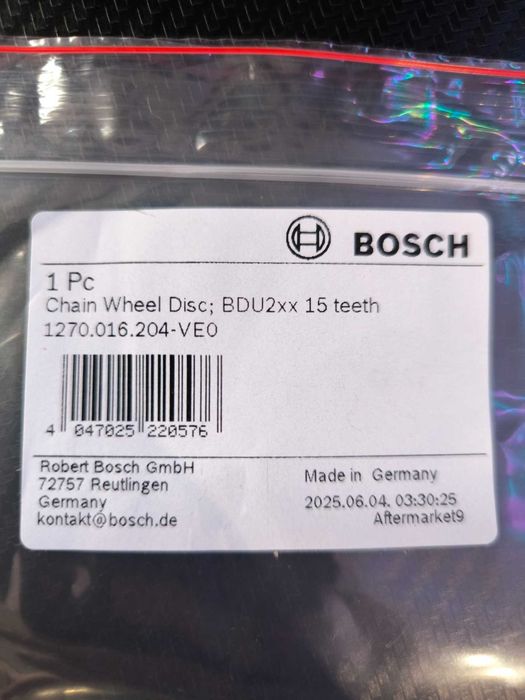 BOSCH
1 Pc
Chain Wheel Disc; BDU2xx 15 teeth
1270.016.204-VE0
4 047025 220576
Robert Bosch GmbH
72757 Reutlingen
Germany
kontakt@bosch.de
Made in Germany
2025.06.04. 03:30:25
Aftermarket9